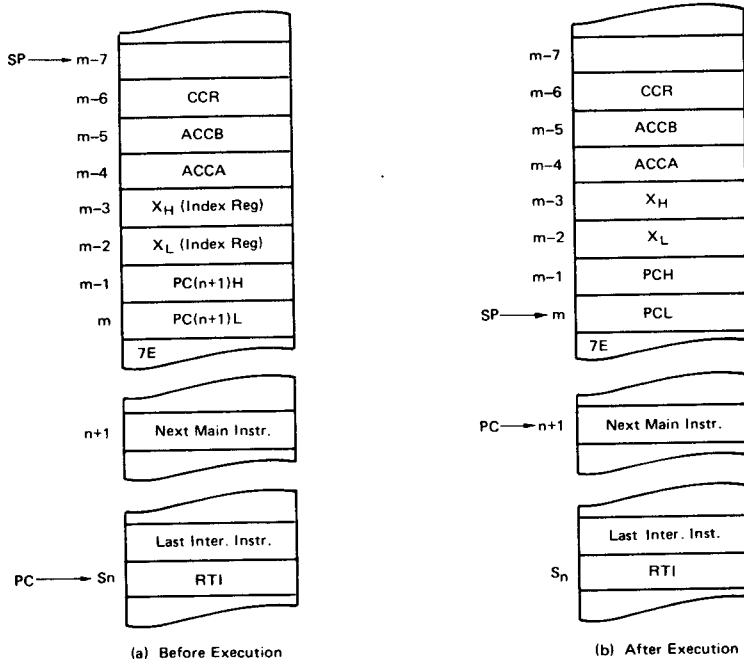 SP m-7
m-6 CCR
m-5 ACCB
m-4 ACCA
m-3 XH (Index Reg)
m-2 XL (Index Reg)
m-1 PC(n+1)H
m PC(n+1)L
7E
n+1 Next Main Instr.
Last Inter. Instr.
PC Sn RTI
(a) Before Execution
m-7
m-6 CCR
m-5 ACCB
m-4 ACCA
m-3 XH
m-2 XL
m-1 PCH
SP m PCL
7E
PC n+1 Next Main Instr.
Last Inter. Inst.
Sn RTI
(b) After Execution